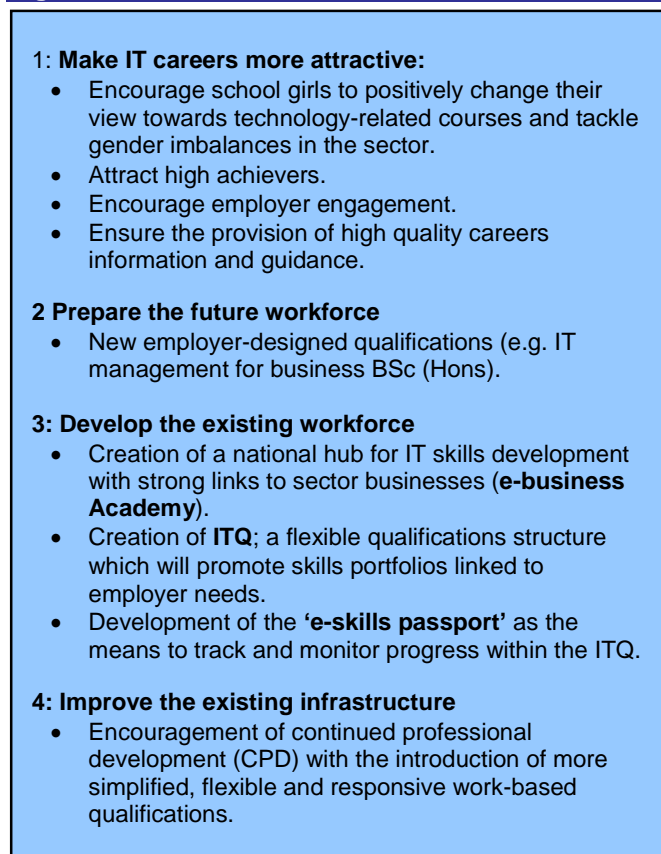 1: Make IT careers more attractive:
• Encourage school girls to positively change their
view towards technology-related courses and tackle
gender imbalances in the sector.
• Attract high achievers.
• Encourage employer engagement.
• Ensure the provision of high quality careers
information and guidance.
2 Prepare the future workforce
• New employer-designed qualifications (e.g. IT
management for business BSc (Hons).
3: Develop the existing workforce
• Creation of a national hub for IT skills development
with strong links to sector businesses (e-business
Academy).
• Creation of ITQ; a flexible qualifications structure
which will promote skills portfolios linked to
employer needs.
• Development of the ‘e-skills passport’ as the
means to track and monitor progress within the ITQ.
4: Improve the existing infrastructure
• Encouragement of continued professional
development (CPD) with the introduction of more
simplified, flexible and responsive work-based
qualifications.